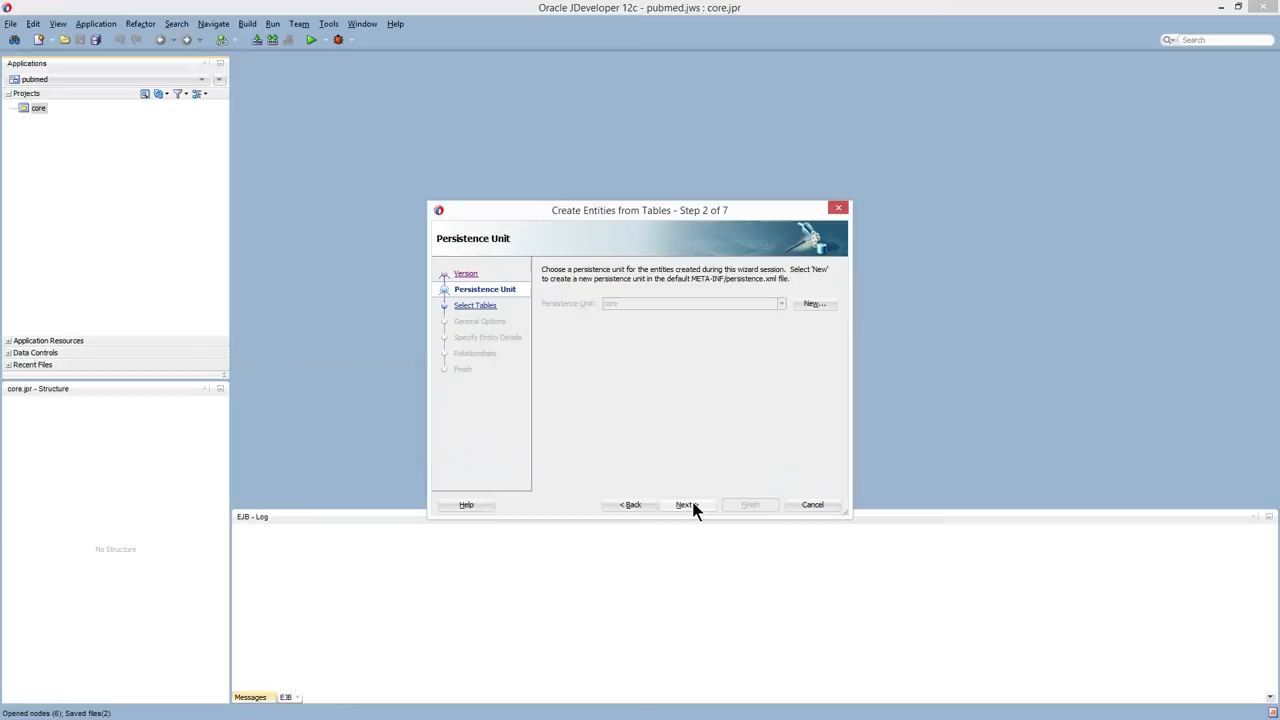 Oracle JDeveloper 12c - pubmed.jws : core.jpr
File Edit View Application Refactor Search Navigate Build Run Team Tools Window Help
Search
Applications
pubmed
Projects
core
Application Resources
Data Controls
Recent Files
core.jpr - Structure
No Structure
Create Entities from Tables - Step 2 of 7
Persistence Unit
Version
Persistence Unit
Select Tables
General Options
Specify Entity Details
Relationships
Finish
Choose a persistence unit for the entities created during this wizard session. Select 'New'
to create a new persistence unit in the default META-INF/persistence.xml file.
Persistence Unit: core New...
Help < Back Next Finish Cancel
EJB - Log
Messages EJB
Opened nodes (6); Saved files(2)